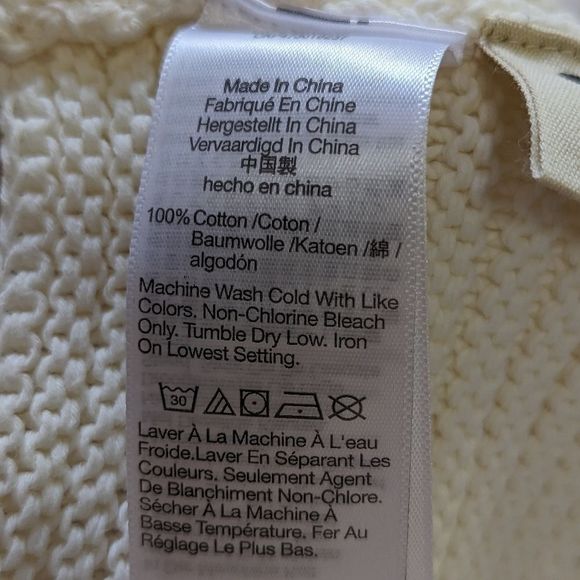 Made In China
Fabriqué En Chine
Hergestellt In China
Vervaardigd In China
中国製
hecho en china
100% Cotton /Coton /
Baumwolle /Katoen /綿 /
algodón
Machine Wash Cold With Like
Colors. Non-Chlorine Bleach
Only. Tumble Dry Low. Iron
On Lowest Setting.
30
Laver À La Machine À L'eau
Froide.Laver En Séparant Les
Couleurs. Seulement Agent
De Blanchiment Non-Chlore.
Sécher À La Machine À
Basse Température. Fer Au
Réglage Le Plus Bas.